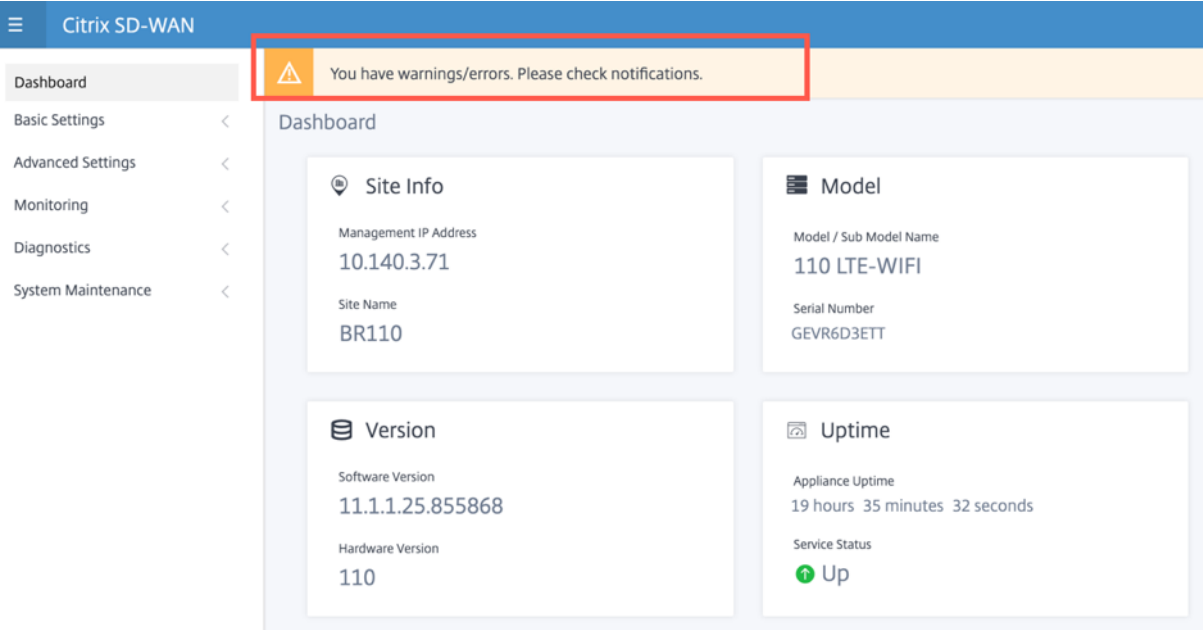 Citrix SD-WAN
You have warnings/errors. Please check notifications.
Dashboard
Basic Settings
Advanced Settings
Monitoring
Diagnostics
System Maintenance
Dashboard
Site Info
Management IP Address
10.140.3.71
Site Name
BR110
Model
Model / Sub Model Name
110 LTE-WIFI
Serial Number
GEVR6D3ETT
Version
Software Version
11.1.1.25.855868
Hardware Version
110
Uptime
Appliance Uptime
19 hours 35 minutes 32 seconds
Service Status
Up